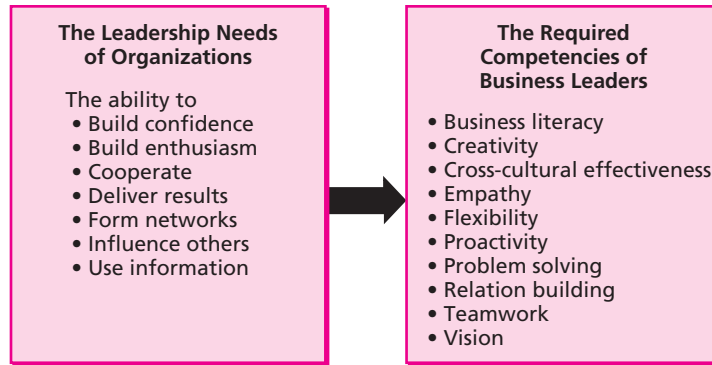 The Leadership Needs
of Organizations
The ability to
• Build confidence
• Build enthusiasm
• Cooperate
• Deliver results
• Form networks
• Influence others
• Use information
The Required
Competencies of
Business Leaders
• Business literacy
• Creativity
• Cross-cultural effectiveness
• Empathy
• Flexibility
• Proactivity
• Problem solving
• Relation building
• Teamwork
• Vision